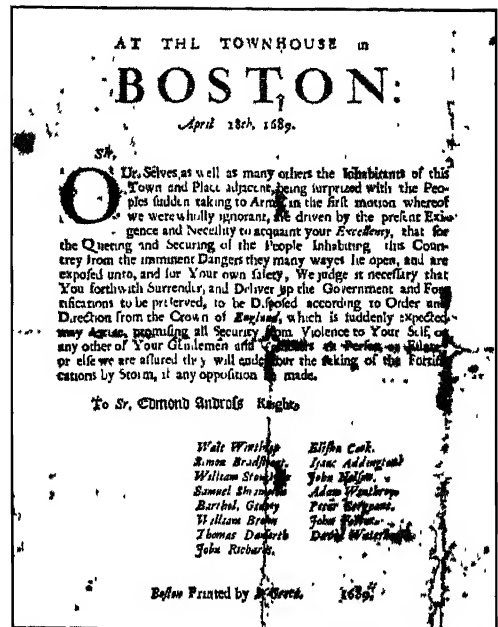 AT THE TOWNHOUSE in
BOSTON:
April 18th, 1689.
Sir,
OUr Selves, as well as many others the Inhabitants of this
Town and Place adjacent, being surprized with the Peo-
ples sudden taking to Arms in the first motion whereof
we were wholly ignorant, are driven by the present Exi-
gence and Necessity to acquaint your Excellency, that for
the Quieting and Securing of the People Inhabiting this Coun-
trey from the imminent Dangers they many wayes lie open, and are
exposed unto, and for Your own safety, We judge it necessary that
You forthwith Surrender, and Deliver up the Government and For
tifications to be preserved, to be Disposed according to Order and
Direction from the Crown of England, which is suddenly expected
may Arrive, promising all Security from Violence to Your Self, or
any other of Your Gentlemen and Souldiers in Person or Estate:
or else we are assured they will endeavour the taking of the Fortifi-
cations by Storm, if any opposition be made.
To Sr. Edmond Andross Knight.
Wait Winthrop Elisha Cook.
Simon Bradstreet. Isaac Addington
William Stoughton John Nelson.
Samuel Shrimpton Adam Winthrop
Barthol. Gidney Peter Sergeant.
William Brown John Foster.
Thomas Danforth David Waterhouse
John Richards.
Boston Printed by Green. 1689.